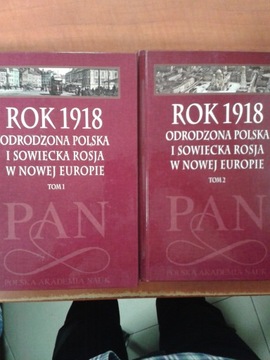 ROK 1918
ODRODZONA POLSKA
I SOWIECKA ROSJA
W NOWEJ EUROPIE
TOM 1
PAN
POLSKA AKADEMIA NAUK
ROK 1918
ODRODZONA POLSKA
I SOWIECKA ROSJA
W NOWEJ EUROPIE
TOM 2
PAN
POLSKA AKADEMIA NAUK